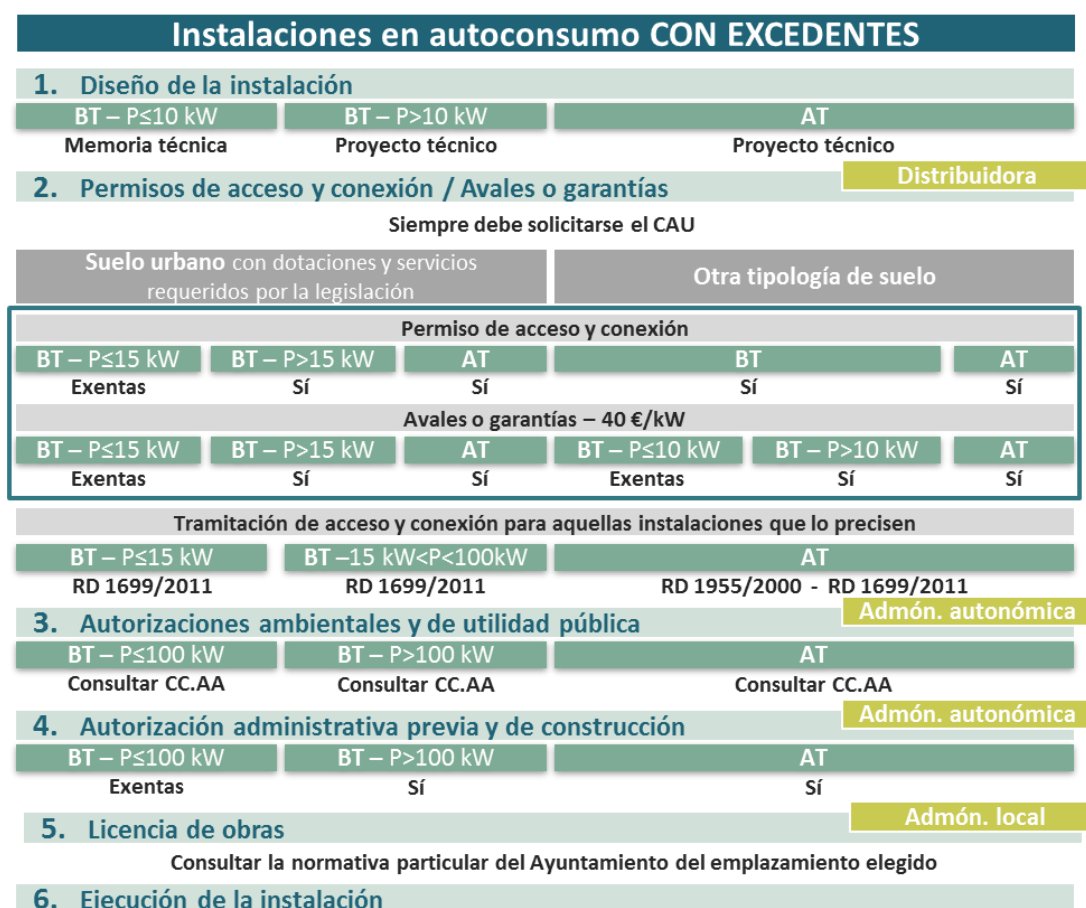 Instalaciones en autoconsumo CON EXCEDENTES
1. Diseño de la instalación
BT – P≤10 kW BT – P>10 kW AT
Memoria técnica Proyecto técnico Proyecto técnico
Distribuidora
2. Permisos de acceso y conexión / Avales o garantías
Siempre debe solicitarse el CAU
Suelo urbano con dotaciones y servicios
requeridos por la legislación
Otra tipología de suelo
Permiso de acceso y conexión
BT – P≤15 kW BT – P>15 kW AT BT AT
Exentas Sí Sí Sí Sí
Avales o garantías – 40 €/kW
BT – P≤15 kW BT – P>15 kW AT BT – P≤10 kW BT – P>10 kW AT
Exentas Sí Sí Exentas Sí Sí
Tramitación de acceso y conexión para aquellas instalaciones que lo precisen
BT – P≤15 kW BT –15 kW<P<100kW AT
RD 1699/2011 RD 1699/2011 RD 1955/2000 - RD 1699/2011
Admón. autonómica
3. Autorizaciones ambientales y de utilidad pública
BT – P≤100 kW BT – P>100 kW AT
Consultar CC.AA Consultar CC.AA Consultar CC.AA
Admón. autonómica
4. Autorización administrativa previa y de construcción
BT – P≤100 kW BT – P>100 kW AT
Exentas Sí Sí
Admón. local
5. Licencia de obras
Consultar la normativa particular del Ayuntamiento del emplazamiento elegido
6. Ejecución de la instalación